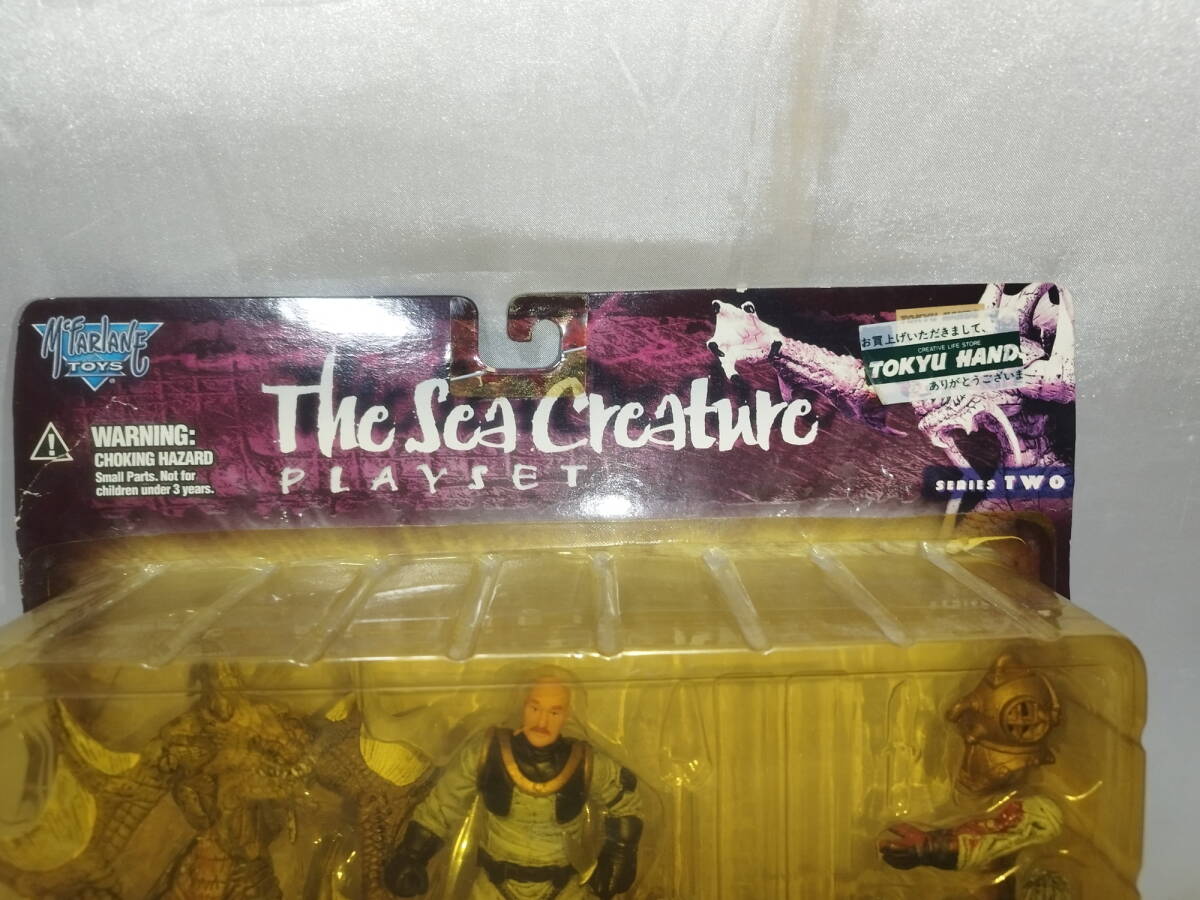 McFARLANE
TOYS
®
WARNING:
CHOKING HAZARD
Small Parts. Not for
children under 3 years.
The Sea Creature
PLAYSET
お買上げいただきまして、
CREATIVE LIFE STORE
TOKYU HANDS
ありがとうございま
SERIES TWO